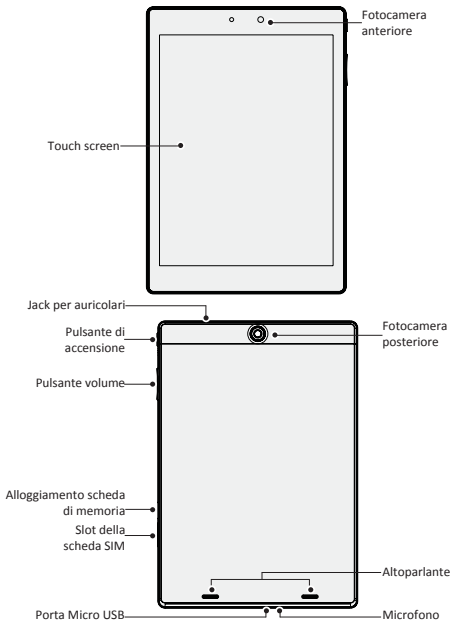 Fotocamera
anteriore
Touch screen
Jack per auricolari
Pulsante di
accensione
Fotocamera
posteriore
Pulsante volume
Alloggiamento scheda
di memoria
Slot della
scheda SIM
Altoparlante
Porta Micro USB
Microfono